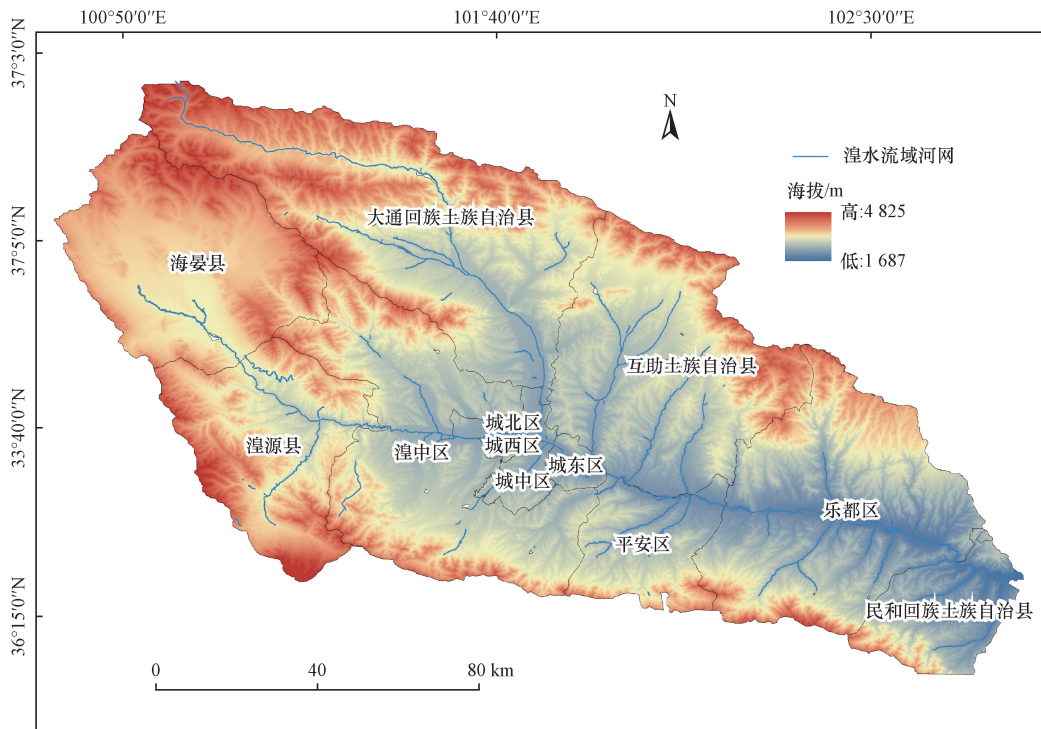 100°50′0″E
101°40′0″E
102°30′0″E
37°3′0″N
37°25′0″N
33°40′0″N
36°15′0″N
N
湟水流域河网
海拔/m
高:4 825
低:1 687
大通回族土族自治县
海晏县
互助土族自治县
城北区
湟源县
湟中区
城西区
城东区
城中区
乐都区
平安区
民和回族土族自治县
0
40
80 km